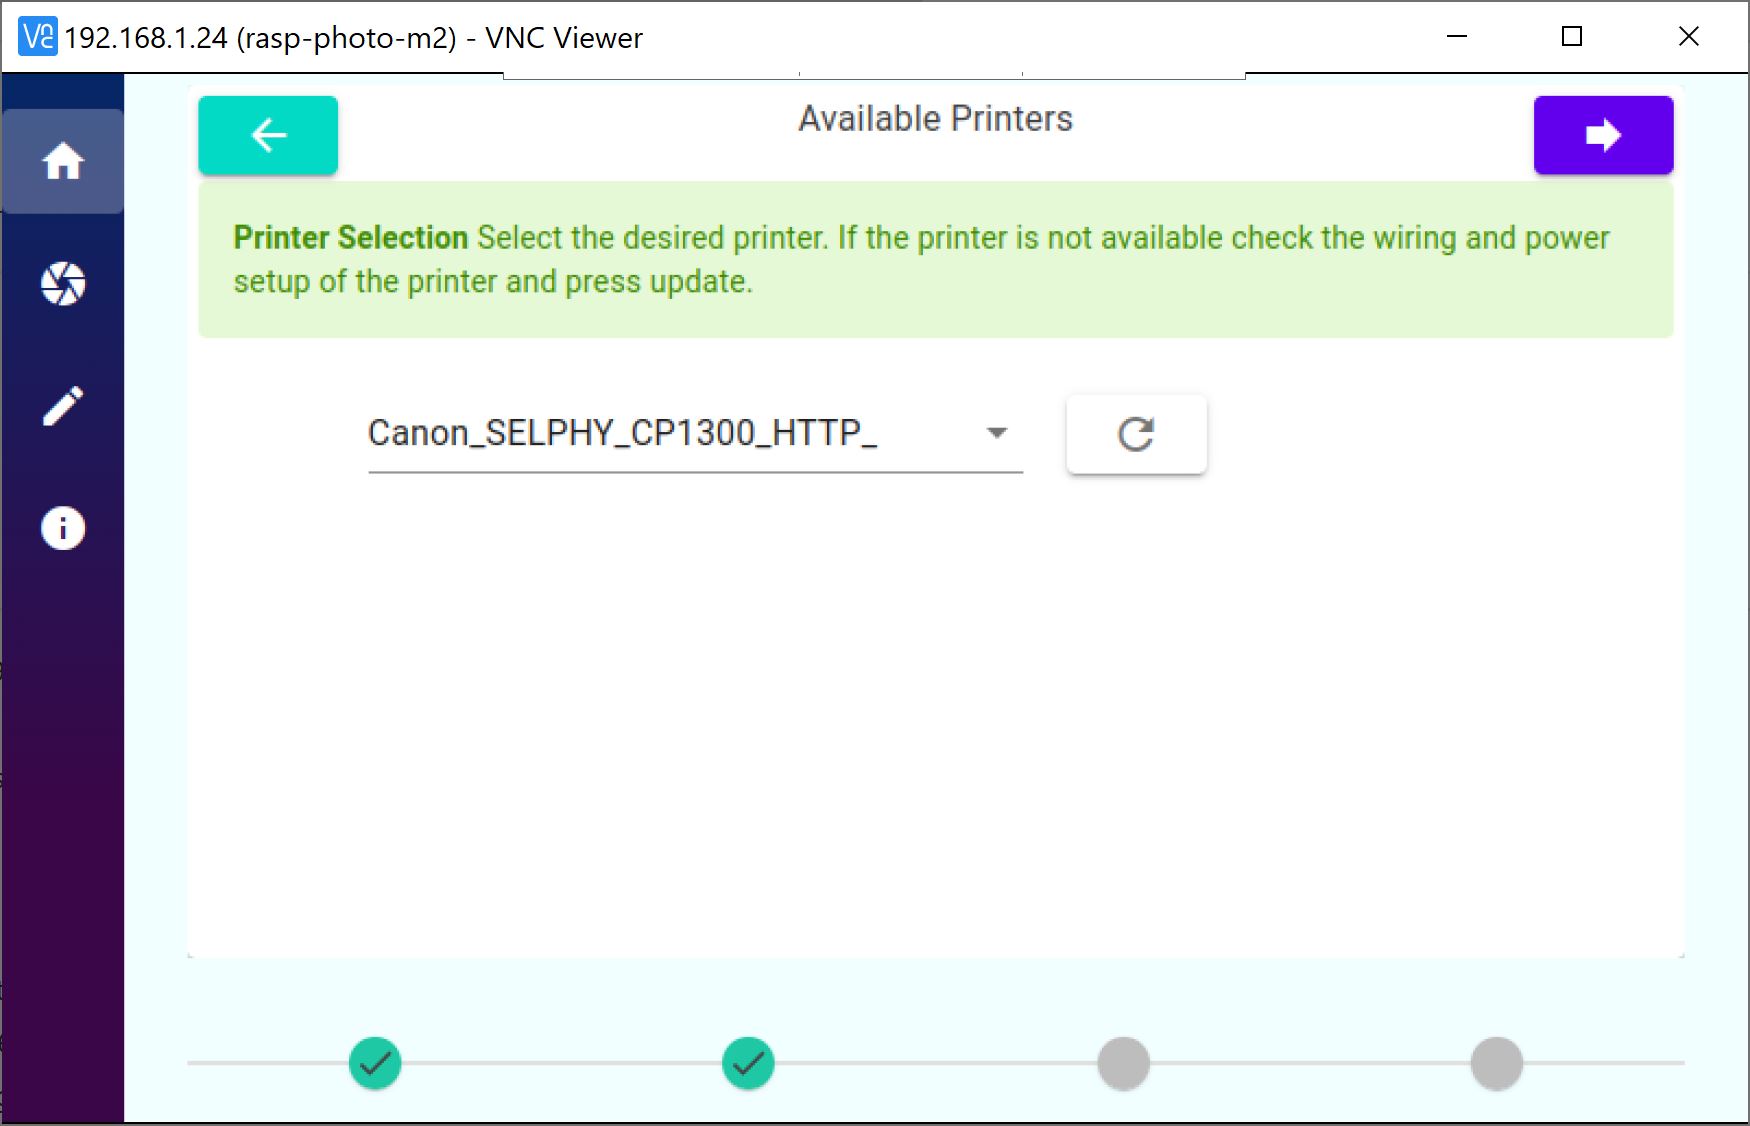 192.168.1.24 (rasp-photo-m2) - VNC Viewer
Available Printers
Printer Selection Select the desired printer. If the printer is not available check the wiring and power
setup of the printer and press update.
Canon_SELPHY_CP1300_HTTP_